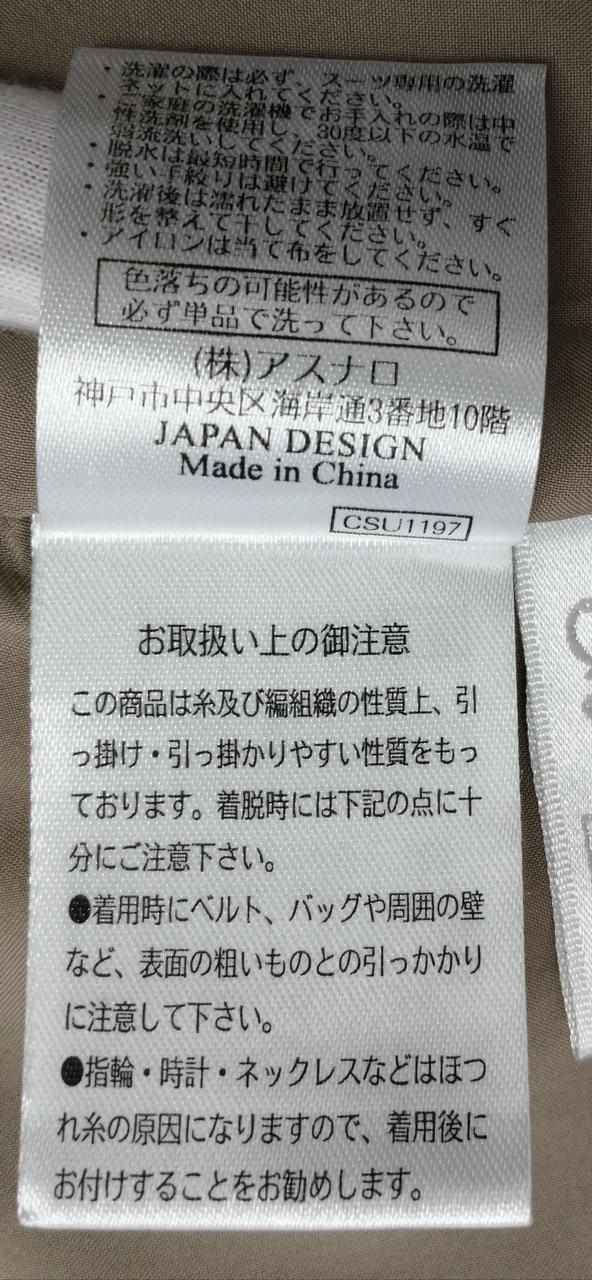 ・洗濯の際は必ず、スーツ専用の洗濯
ネットに入れてください。
・ご家庭の洗濯機でお手入れの際は中
性洗剤を使用し、30度以下の水温で
弱流洗いしてください。
・脱水は最短時間で行ってください。
・強い手絞りは避けてください。
・洗濯後は濡れたまま放置せず、すぐ
形を整えて干してください。
・アイロンは当て布をしてください。
色落ちの可能性があるので
必ず単品で洗って下さい。
(株)アスナロ
神戸市中央区海岸通3番地10階
JAPAN DESIGN
Made in China
CSU1197
お取扱い上の御注意
この商品は糸及び編組織の性質上、引
っ掛け・引っ掛かりやすい性質をもっ
ております。着脱時には下記の点に十
分にご注意下さい。
●着用時にベルト、バッグや周囲の壁
など、表面の粗いものとの引っかかり
に注意して下さい。
●指輪・時計・ネックレスなどはほつ
れ糸の原因になりますので、着用後に
お付けすることをお勧めします。